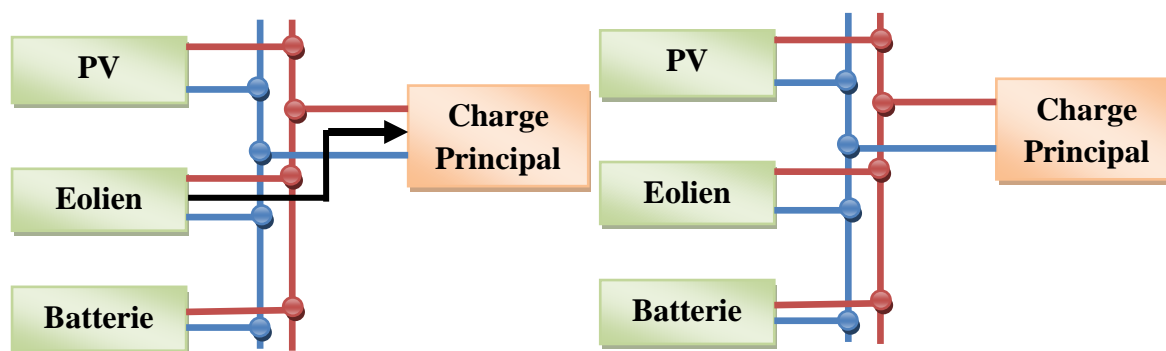 PV
Charge
Principal
Eolien
Batterie
PV
Charge
Principal
Eolien
Batterie